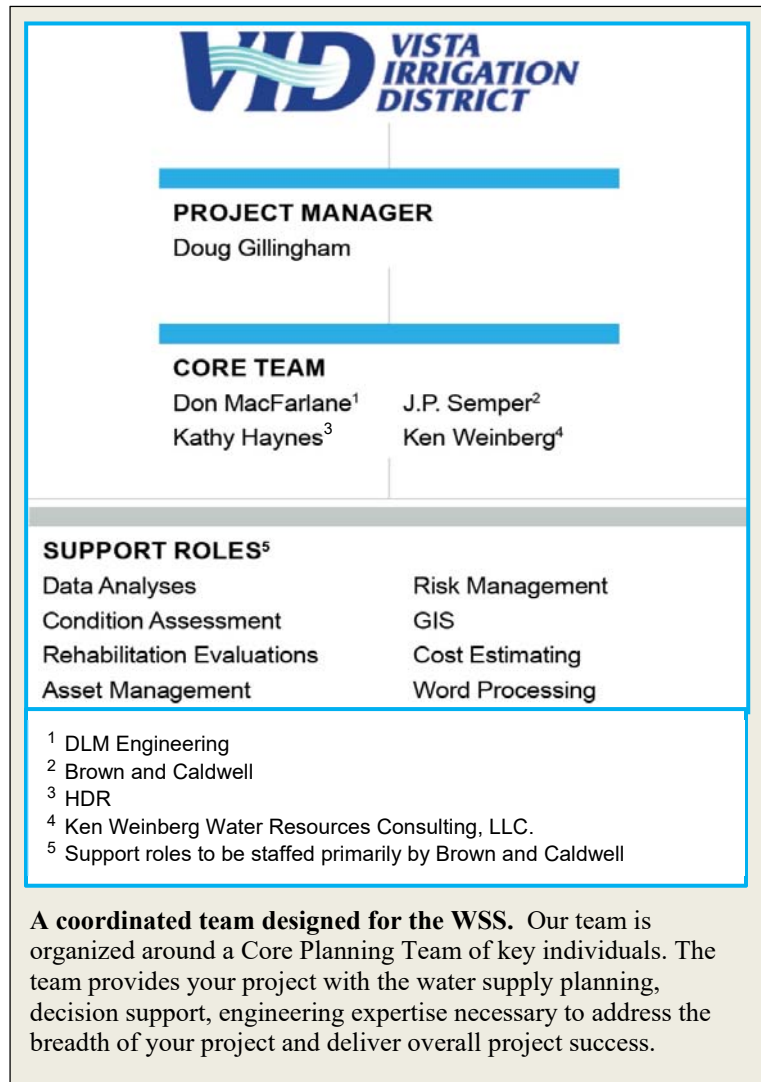 VID VISTA
IRRIGATION
DISTRICT
PROJECT MANAGER
Doug Gillingham
CORE TEAM
Don MacFarlane¹ J.P. Semper²
Kathy Haynes³ Ken Weinberg⁴
SUPPORT ROLES⁵
Data Analyses Risk Management
Condition Assessment GIS
Rehabilitation Evaluations Cost Estimating
Asset Management Word Processing
¹ DLM Engineering
² Brown and Caldwell
³ HDR
⁴ Ken Weinberg Water Resources Consulting, LLC.
⁵ Support roles to be staffed primarily by Brown and Caldwell
A coordinated team designed for the WSS. Our team is
organized around a Core Planning Team of key individuals. The
team provides your project with the water supply planning,
decision support, engineering expertise necessary to address the
breadth of your project and deliver overall project success.